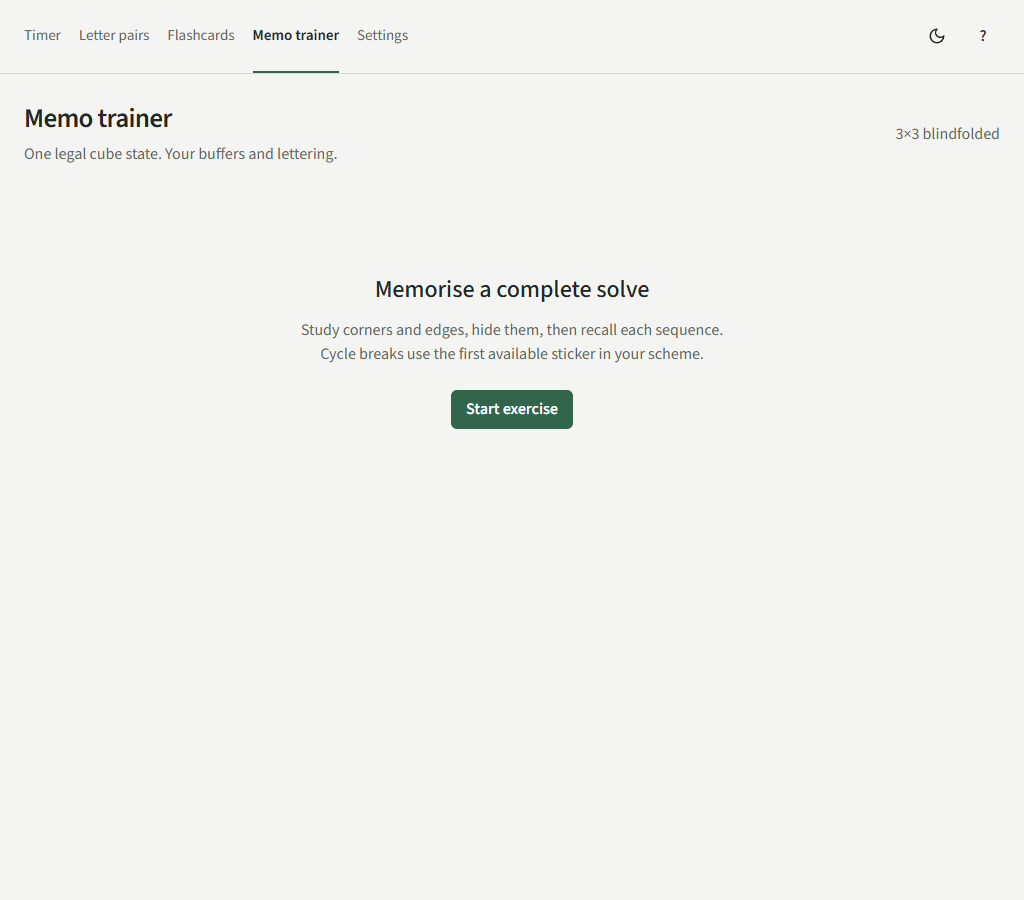 Timer Letter pairs Flashcards Memo trainer Settings ?
Memo trainer
One legal cube state. Your buffers and lettering.
3×3 blindfolded
Memorise a complete solve
Study corners and edges, hide them, then recall each sequence.
Cycle breaks use the first available sticker in your scheme.
Start exercise